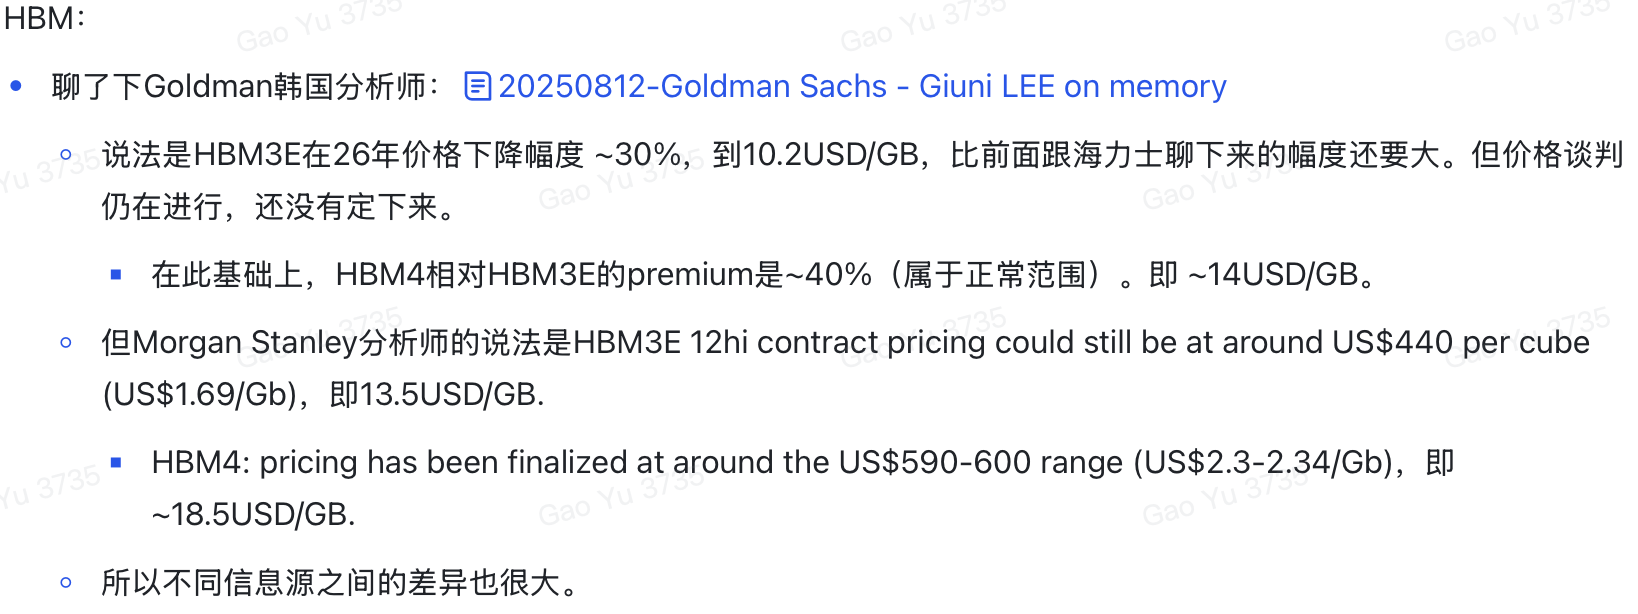 HBM：
聊了下Goldman韩国分析师： 20250812-Goldman Sachs - Giuni LEE on memory
说法是HBM3E在26年价格下降幅度 ~30%，到10.2USD/GB，比前面跟海力士聊下来的幅度还要大。但价格谈判
仍在进行，还没有定下来。
在此基础上，HBM4相对HBM3E的premium是~40%（属于正常范围）。即 ~14USD/GB。
但Morgan Stanley分析师的说法是HBM3E 12hi contract pricing could still be at around US$440 per cube
(US$1.69/Gb)，即13.5USD/GB.
HBM4: pricing has been finalized at around the US$590-600 range (US$2.3-2.34/Gb)，即
~18.5USD/GB.
所以不同信息源之间的差异也很大。
Gao Yu 3735
Gao Yu 3735
Gao Yu 3735
Yu 3735
Gao Yu 3735
Gao Yu 3735
Gao Yu 3735
Gao Yu 3735
Gao Yu 3735
Yu 3735
Gao Yu 3735
Gao Yu 3735